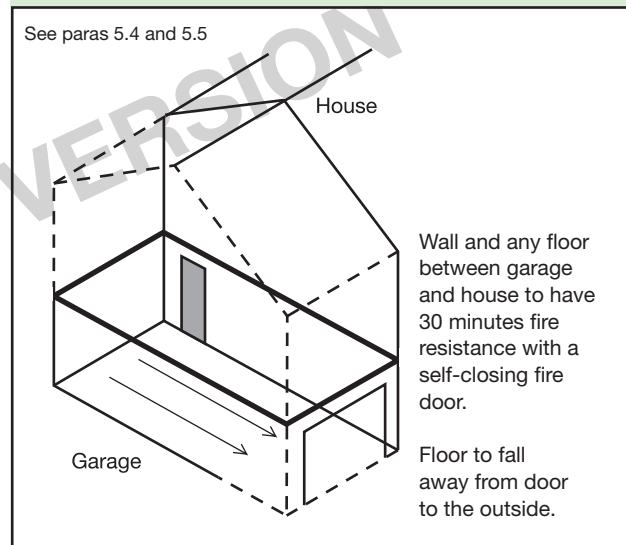 See paras 5.4 and 5.5
VERSION
House
Wall and any floor
between garage
and house to have
30 minutes fire
resistance with a
self-closing fire
door.
Garage
Floor to fall
away from door
to the outside.